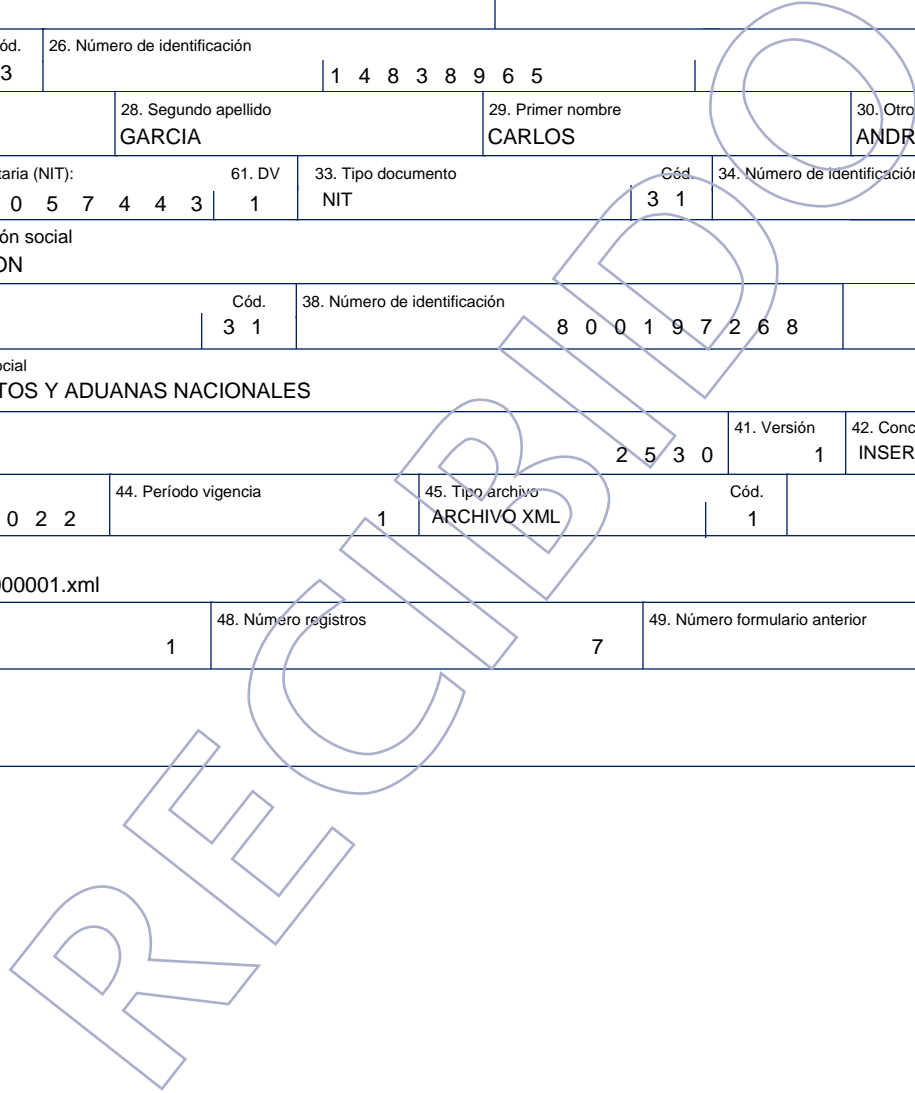 ód. 26. Número de identificación
3 1 4 8 3 8 9 6 5
28. Segundo apellido 29. Primer nombre 30. Otro
GARCIA CARLOS ANDR
taria (NIT): 61. DV 33. Tipo documento Cód. 34. Número de identificación
0 5 7 4 4 3 1 NIT 3 1
ón social
ON
Cód. 38. Número de identificación
3 1 8 0 0 1 9 7 2 6 8
ocial
TOS Y ADUANAS NACIONALES
41. Versión 42. Conc
2 5 3 0 1 INSER
44. Período vigencia 45. Tipo archivo Cód.
0 2 2 1 ARCHIVO XML 1
000001.xml
48. Número registros 49. Número formulario anterior
1 7
RECIBIDO